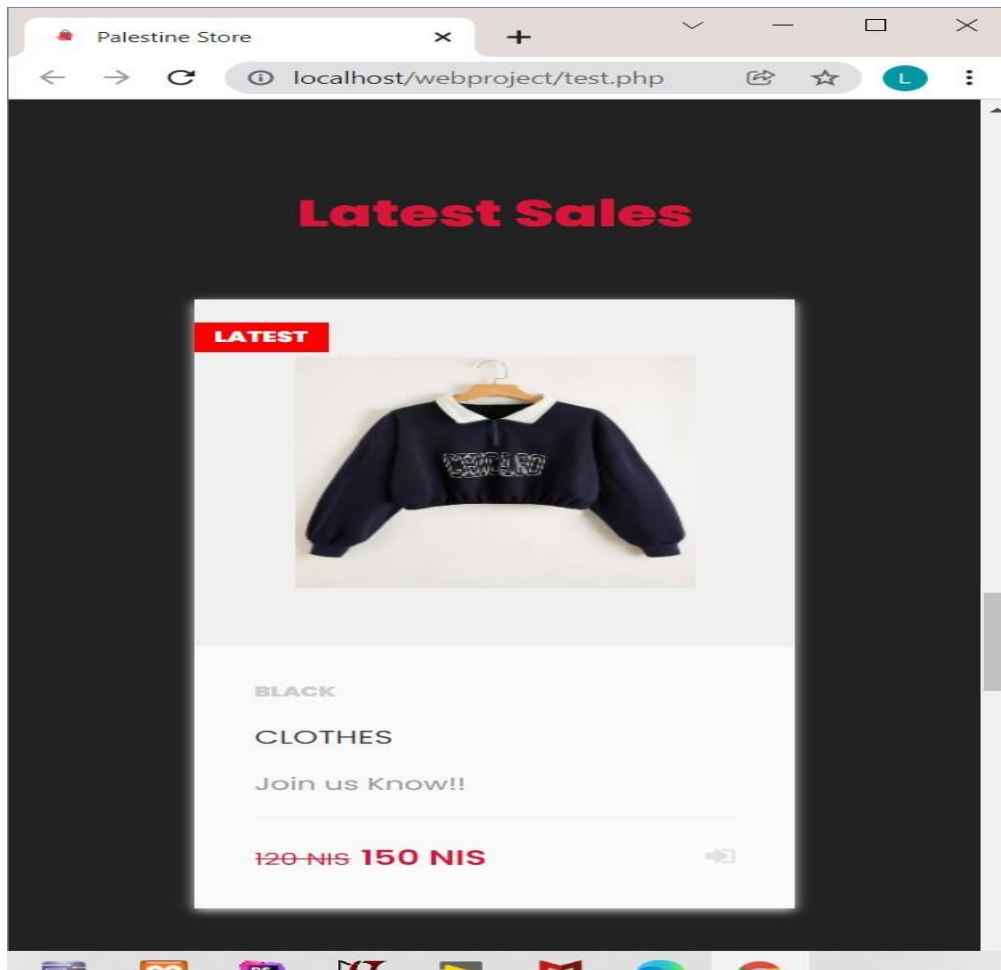 Palestine Store
localhost/webproject/test.php
L
Latest Sales
LATEST
BLACK
CLOTHES
Join us Know!!
120 NIS 150 NIS